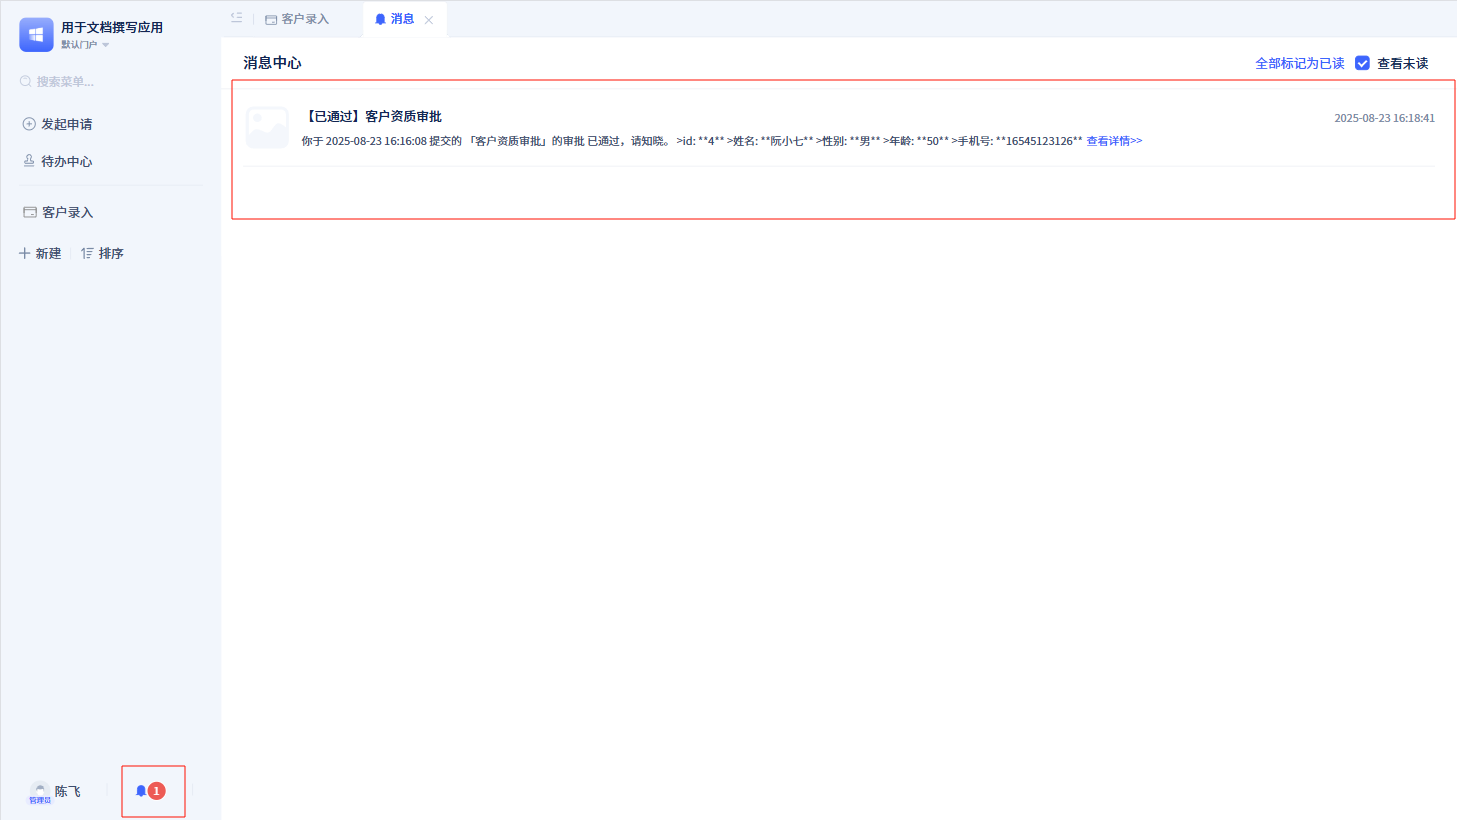 用于文档撰写应用
默认门户
搜索菜单...
发起申请
待办中心
客户录入
新建 排序
客户录入 消息
消息中心
全部标记为已读 查看未读
【已通过】客户资质审批
2025-08-23 16:18:41
你于 2025-08-23 16:16:08 提交的 「客户资质审批」的审批 已通过，请知晓。 >id: **4** >姓名: **阮小七** >性别: **男** >年龄: **50** >手机号: **16545123126** 查看详情>>
陈飞
管理员
1